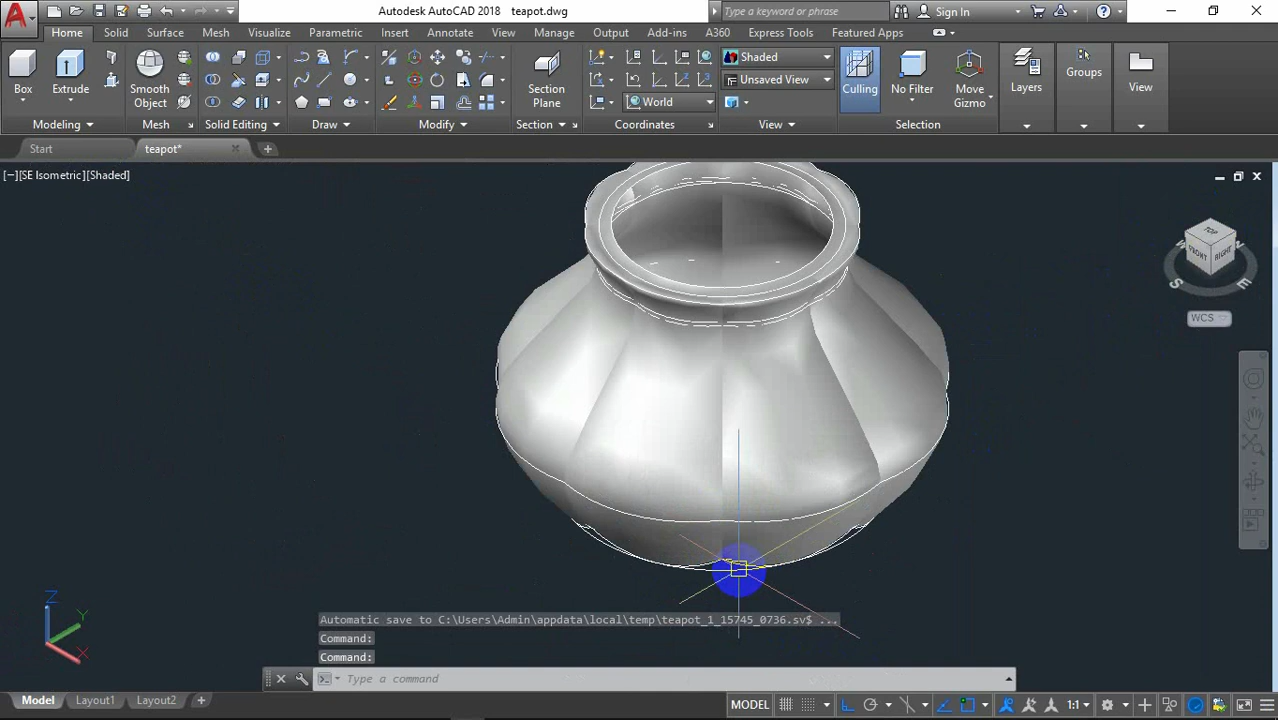 Autodesk AutoCAD 2018 teapot.dwg
Type a keyword or phrase
Sign In
Home Solid Surface Mesh Visualize Parametric Insert Annotate View Manage Output Add-ins A360 Express Tools Featured Apps
Box
Extrude
Smooth Object
Section Plane
Shaded
Unsaved View
World
Culling
No Filter
Move Gizmo
Layers
Groups
View
Modeling
Mesh
Solid Editing
Draw
Modify
Section
Coordinates
View
Selection
Start
teapot*
[−][SE Isometric][Shaded]
TOP
FRONT
RIGHT
W
N
S
E
WCS
Z
Y
X
Automatic save to C:\Users\Admin\appdata\local\temp\teapot_1_15745_0736.sv$ ...
Command:
Command:
Type a command
Model Layout1 Layout2
MODEL
1:1